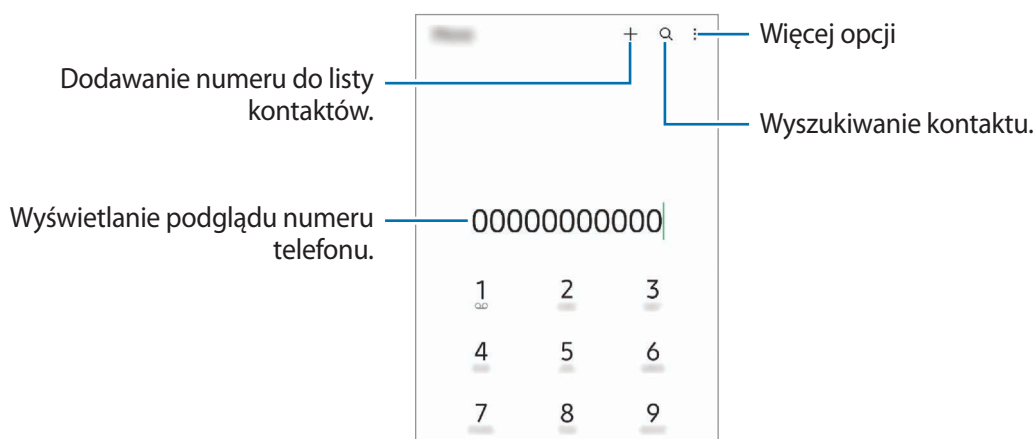 Więcej opcji
Dodawanie numeru do listy
kontaktów.
Wyszukiwanie kontaktu.
Wyświetlanie podglądu numeru
telefonu.
00000000000
1 2 3
4 5 6
7 8 9